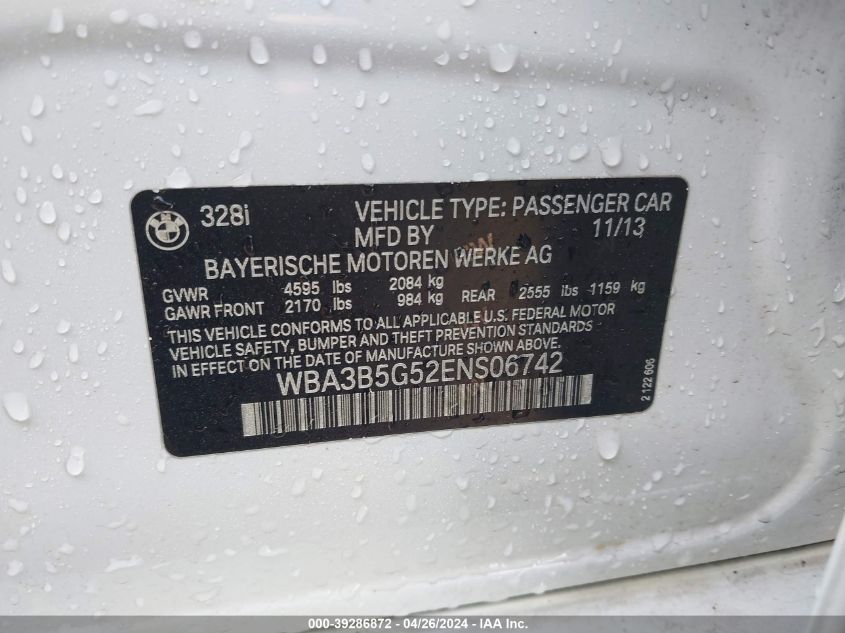 BMW
328i
VEHICLE TYPE: PASSENGER CAR
MFD BY 11/13
BAYERISCHE MOTOREN WERKE AG
GVWR 4595 lbs 2084 kg
GAWR FRONT 2170 lbs 984 kg REAR 2555 lbs 1159 kg
THIS VEHICLE CONFORMS TO ALL APPLICABLE U.S. FEDERAL MOTOR
VEHICLE SAFETY, BUMPER AND THEFT PREVENTION STANDARDS
IN EFFECT ON THE DATE OF MANUFACTURE SHOWN ABOVE.
WBA3B5G52ENS06742
2 122 606
000-39286872 - 04/26/2024 - IAAI.com